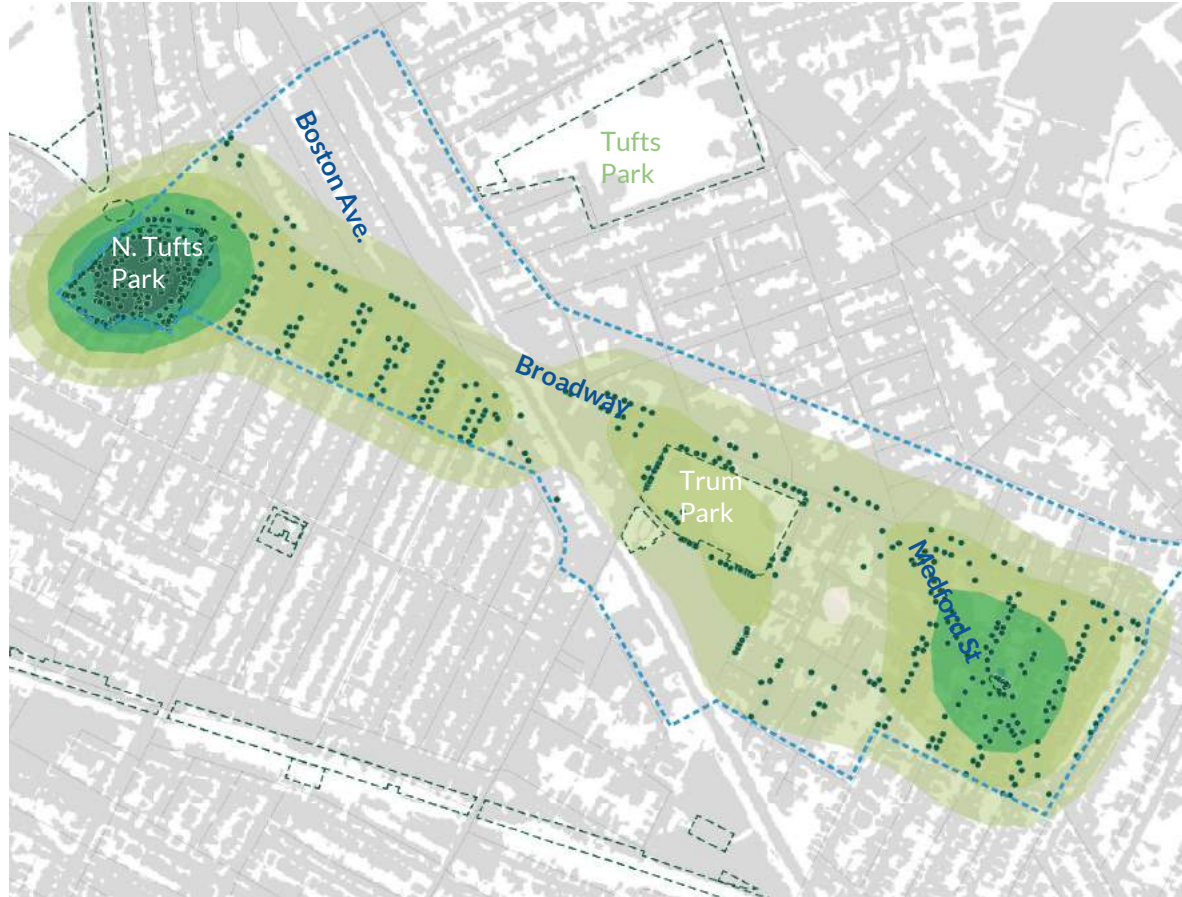 Boston Ave.
Tufts
Park
N. Tufts
Park
Broadway
Trum
Park
Medford St